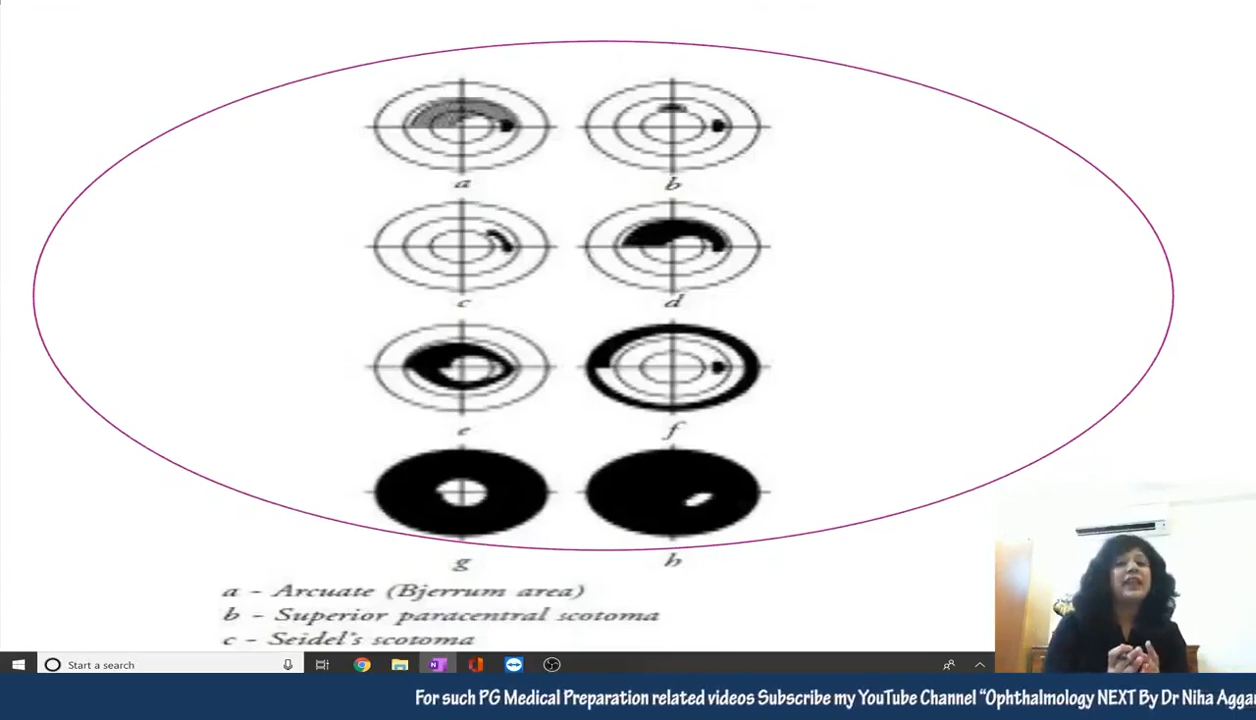 a
b
c
d
e
f
g
h
a - Arcuate (Bjerrum area)
b - Superior paracentral scotoma
c - Seidel's scotoma
Start a search
For such PG Medical Preparation related videos Subscribe my YouTube Channel “Ophthalmology NEXT By Dr Niha Aggar